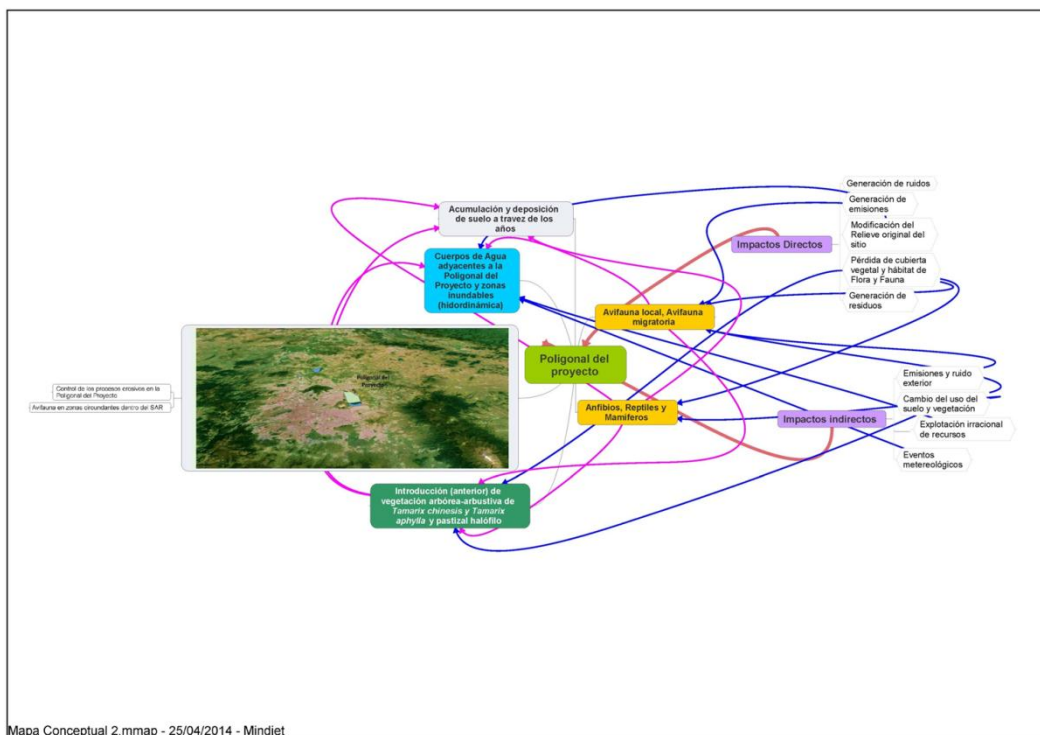 Generación de ruidos
Generación de
emisiones
Modificación del
Relieve original del
sitio
Pérdida de cubierta
vegetal y hábitat de
Flora y Fauna
Generación de
residuos
Impactos Directos
Acumulación y deposición
de suelo a travez de los
años
Cuerpos de Agua
adyacentes a la
Poligonal del
Proyecto y zonas
inundables
(hidordinámica)
Avifauna local, Avifauna
migratoria
Poligonal del
proyecto
Poligonal del
Proyecto
Control de los procesos erosivos en la
Poligonal del Proyecto
Avifauna en zonas circundantes dentro del SAR
Anfibios, Reptiles y
Mamíferos
Impactos indirectos
Emisiones y ruido
exterior
Cambio del uso del
suelo y vegetación
Explotación irracional
de recursos
Eventos
metereológicos
Introducción (anterior) de
vegetación arbórea-arbustiva de
Tamarix chinesis y Tamarix
aphylla y pastizal halófilo
Mapa Conceptual 2.mmap - 25/04/2014 - Mindjet